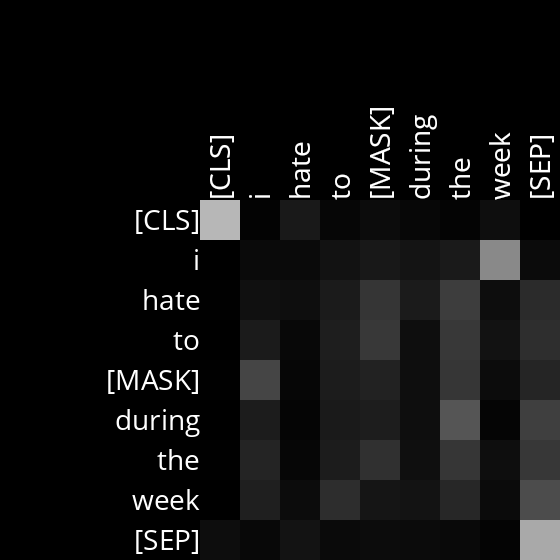 [CLS] i hate to [MASK] during the week [SEP]
[CLS]
i
hate
to
[MASK]
during
the
week
[SEP]